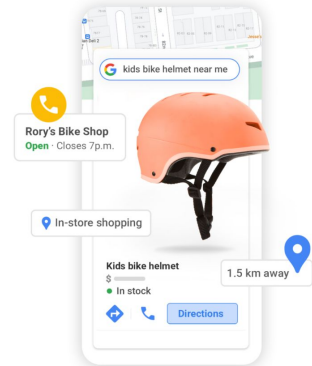 kids bike helmet near me
Rory's Bike Shop
Open · Closes 7p.m.
In-store shopping
1.5 km away
Kids bike helmet
$
In stock
Directions